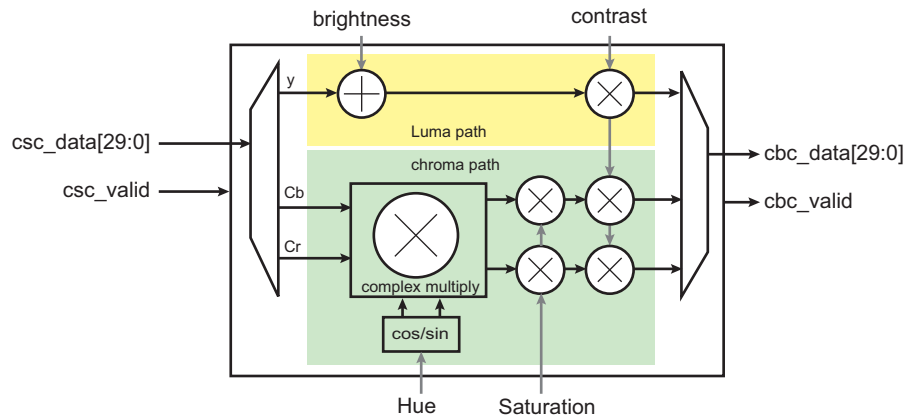 brightness
contrast
y
Luma path
csc_data[29:0]
cbc_data[29:0]
chroma path
csc_valid
Cb
cbc_valid
Cr
complex multiply
cos/sin
Hue
Saturation